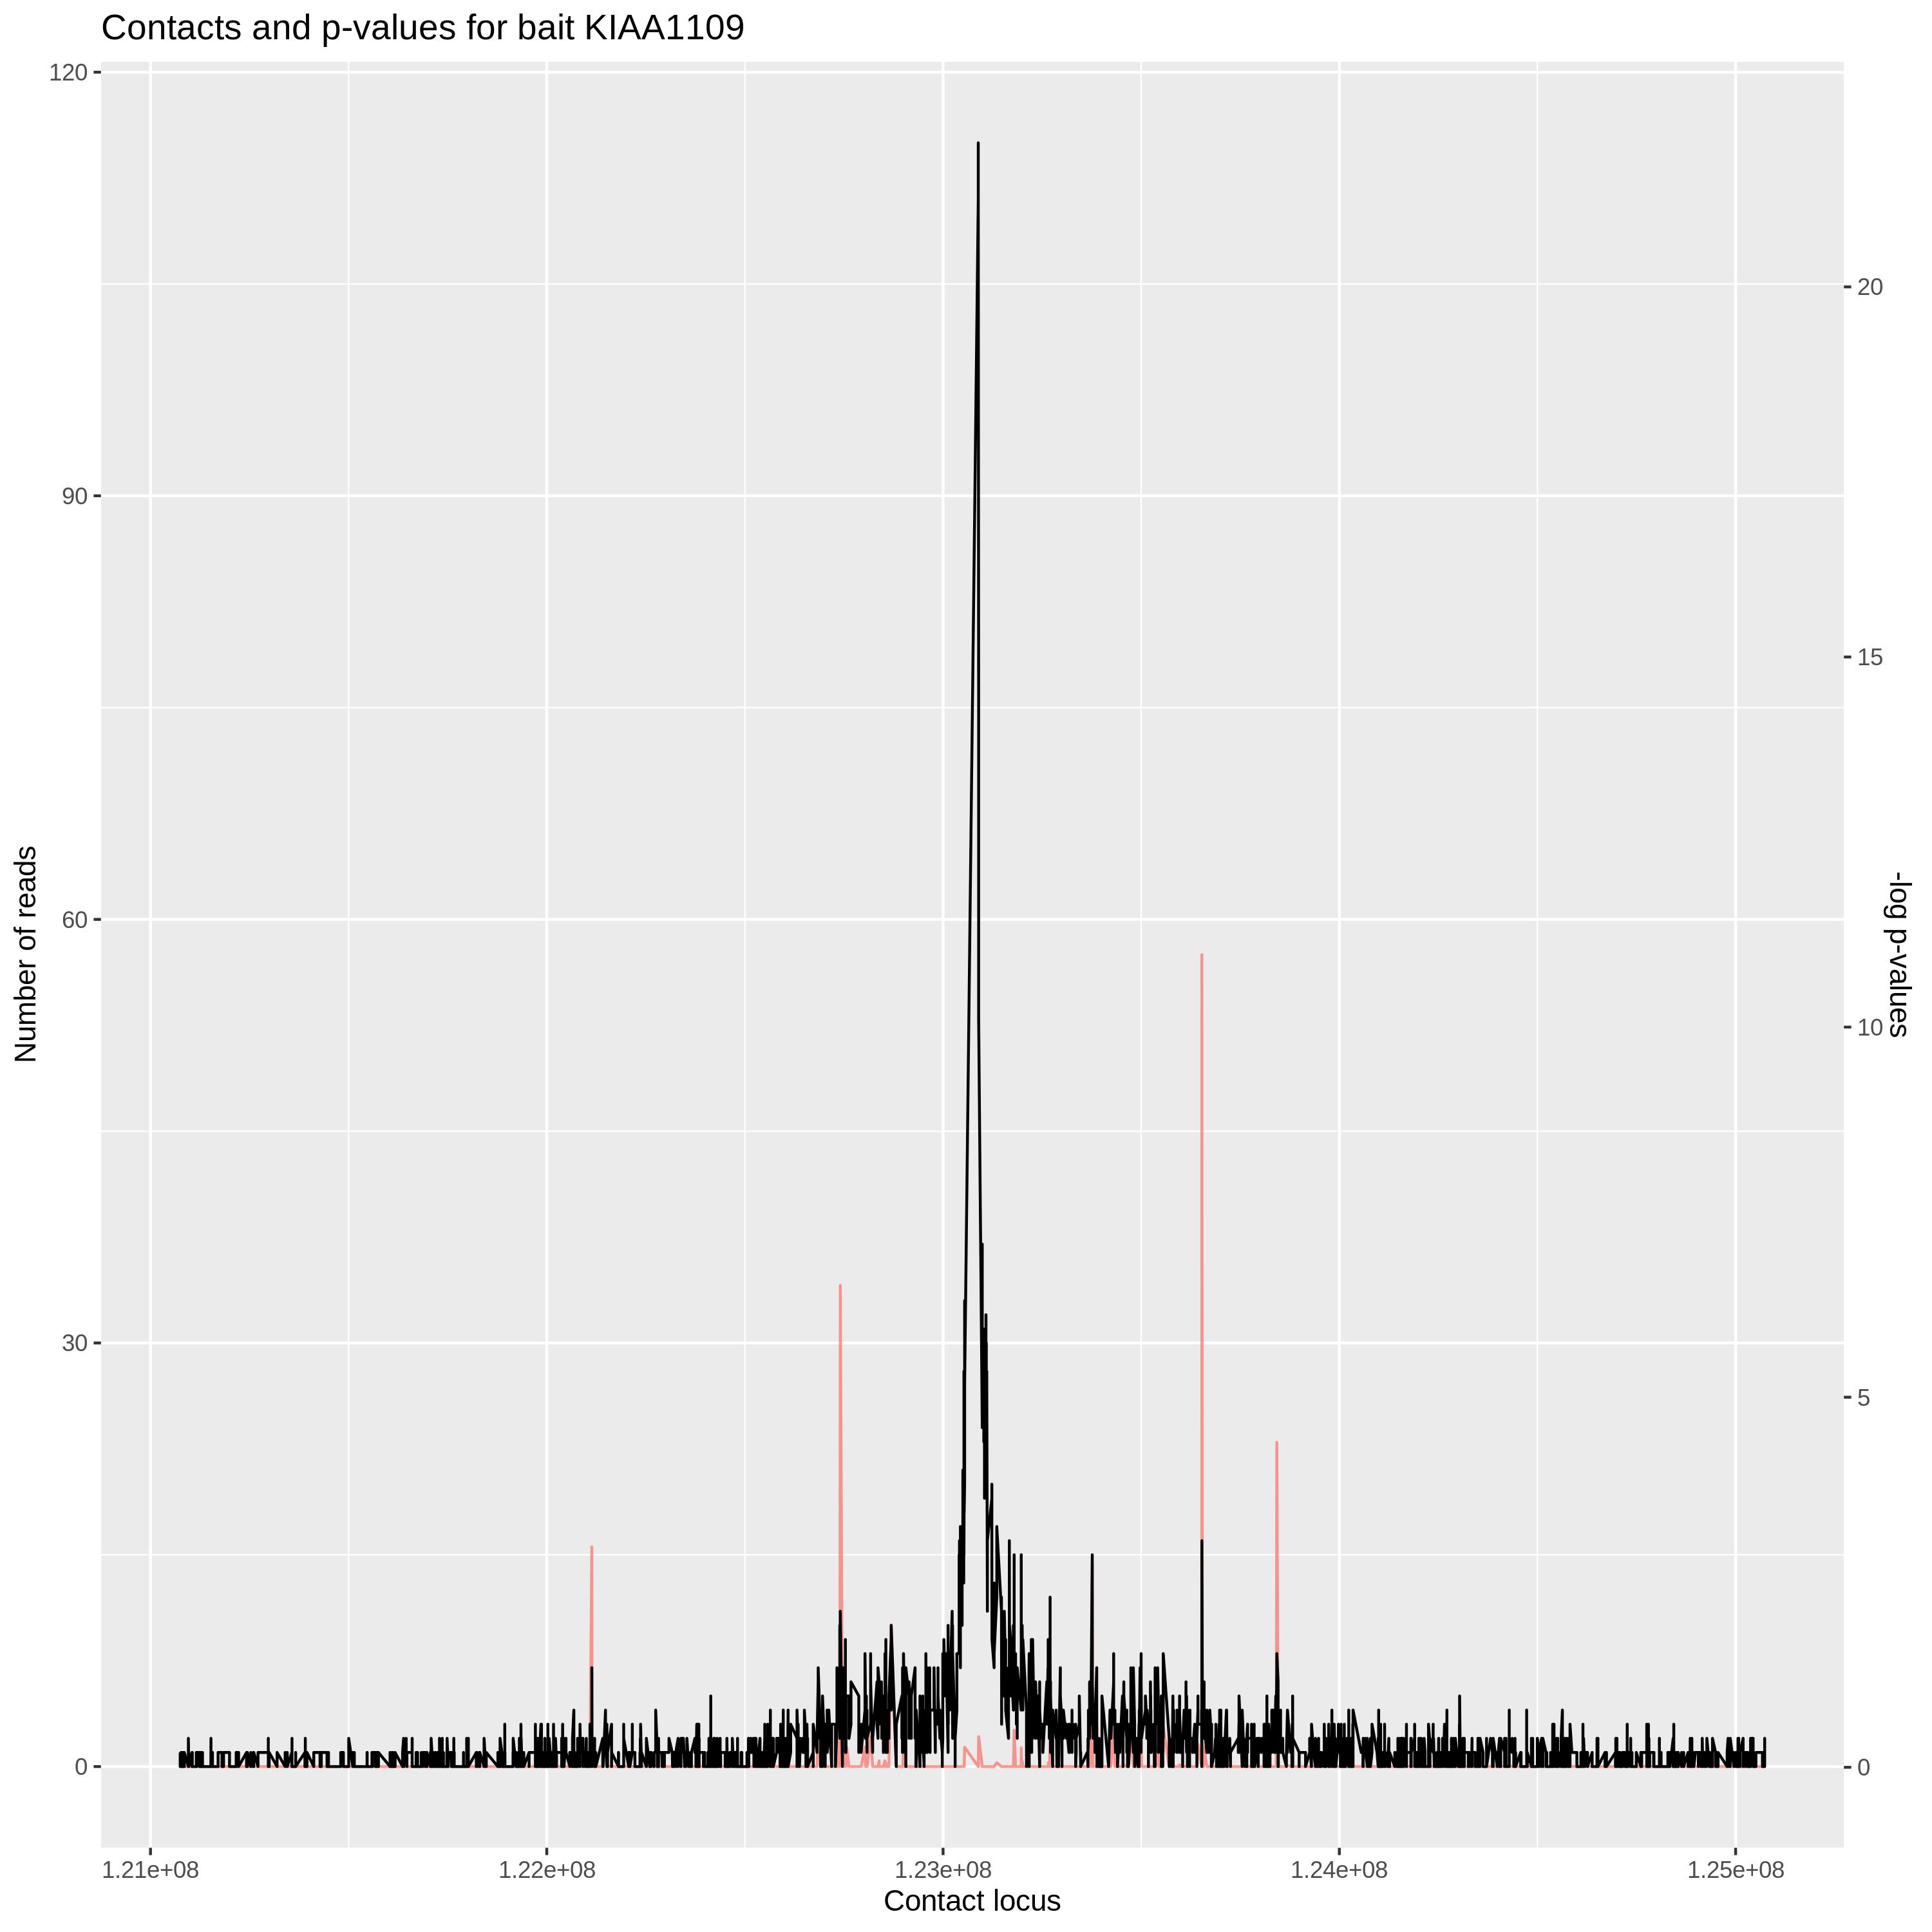 Contacts and p-values for bait KIAA1109
120
90
60
30
0
Number of reads
20
15
10
5
0
-log p-values
1.21e+08
1.22e+08
1.23e+08
1.24e+08
1.25e+08
Contact locus